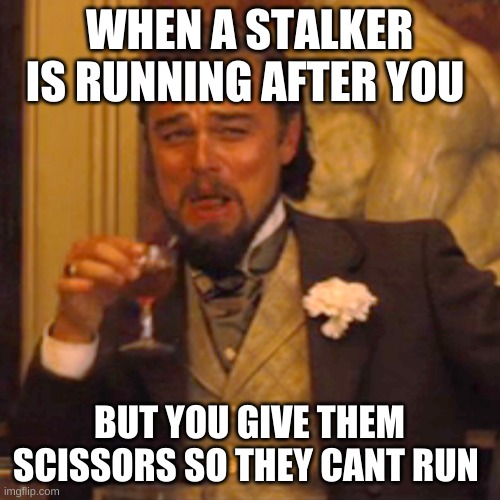 WHEN A STALKER
IS RUNNING AFTER YOU
BUT YOU GIVE THEM
SCISSORS SO THEY CANT RUN
imgflip.com